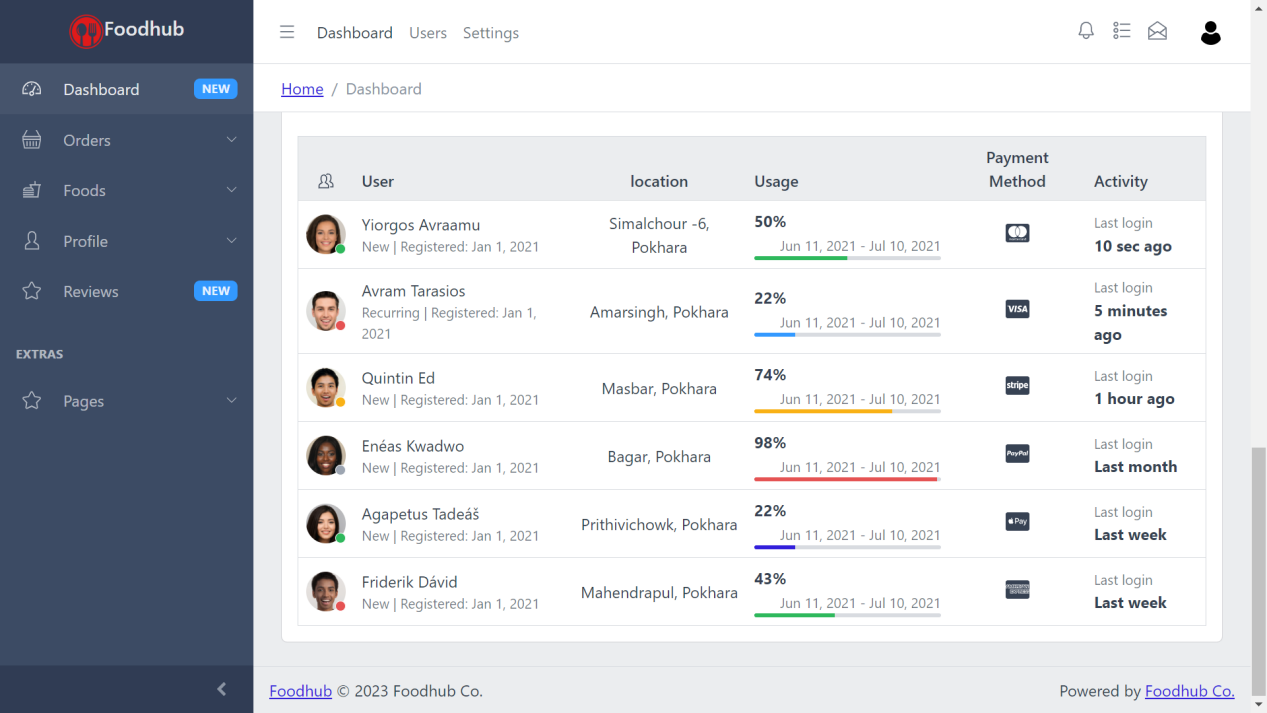 Foodhub
Dashboard Users Settings
Dashboard NEW
Home / Dashboard
Orders
Foods
Profile
Reviews NEW
EXTRAS
Pages
User location Usage Payment Method Activity
Yiorgos Avraamu
New | Registered: Jan 1, 2021
Simalchour -6,
Pokhara
50%
Jun 11, 2021 - Jul 10, 2021
Last login
10 sec ago
Avram Tarasios
Recurring | Registered: Jan 1,
2021
Amarsingh, Pokhara
22%
Jun 11, 2021 - Jul 10, 2021
VISA
Last login
5 minutes
ago
Quintin Ed
New | Registered: Jan 1, 2021
Masbar, Pokhara
74%
Jun 11, 2021 - Jul 10, 2021
stripe
Last login
1 hour ago
Enéas Kwadwo
New | Registered: Jan 1, 2021
Bagar, Pokhara
98%
Jun 11, 2021 - Jul 10, 2021
PayPal
Last login
Last month
Agapetus Tadeáš
New | Registered: Jan 1, 2021
Prithivichowk, Pokhara
22%
Jun 11, 2021 - Jul 10, 2021
Pay
Last login
Last week
Friderik Dávid
New | Registered: Jan 1, 2021
Mahendrapul, Pokhara
43%
Jun 11, 2021 - Jul 10, 2021
Last login
Last week
Foodhub © 2023 Foodhub Co.
Powered by Foodhub Co.